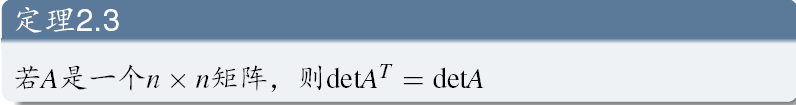 定理2.3
若A是一个n × n矩阵，则detAᵀ = detA